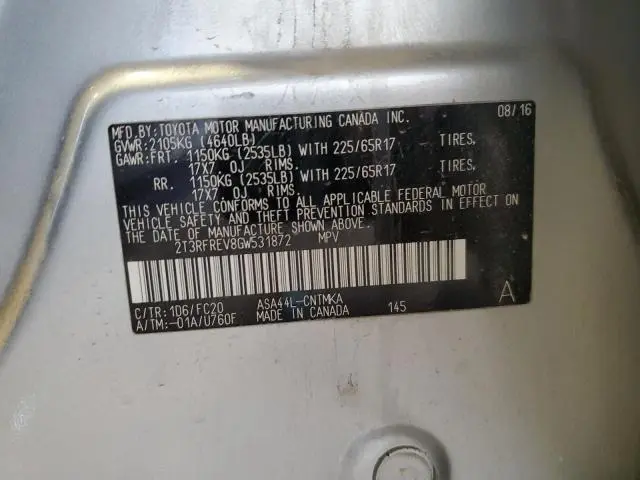 MFD.BY:TOYOTA MOTOR MANUFACTURING CANADA INC. 08/16
GVWR:2105KG (4640LB)
GAWR:FRT. 1150KG (2535LB) WITH 225/65R17 TIRES,
17X7. 0J RIMS.
RR. 1150KG (2535LB) WITH 225/65R17 TIRES,
17X7. 0J RIMS.
THIS VEHICLE CONFORMS TO ALL APPLICABLE FEDERAL MOTOR
VEHICLE SAFETY AND THEFT PREVENTION STANDARDS IN EFFECT ON
THE DATE OF MANUFACTURE SHOWN ABOVE.
2T3RFREV8GW531872 MPV
C/TR:1D6/FC20 ASA44L-CNTMKA 145 A
A/TM:-01A/U760F MADE IN CANADA